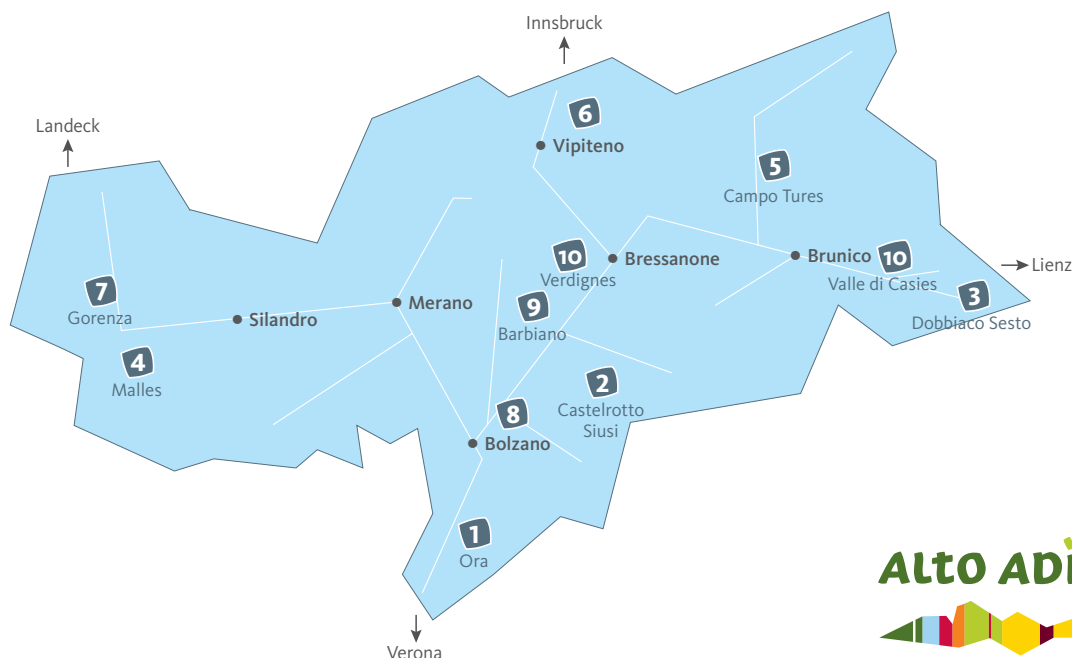 Innsbruck
Landeck
6
Vipiteno
5
Campo Tures
10
Verdignes
Bressanone
Brunico
10
Valle di Casies
Lienz
3
Dobbiaco Sesto
7
Gorenza
Silandro
Merano
9
Barbiano
4
Malles
2
Castelrotto
Siusi
8
Bolzano
1
Ora
Verona
ALTO ADI